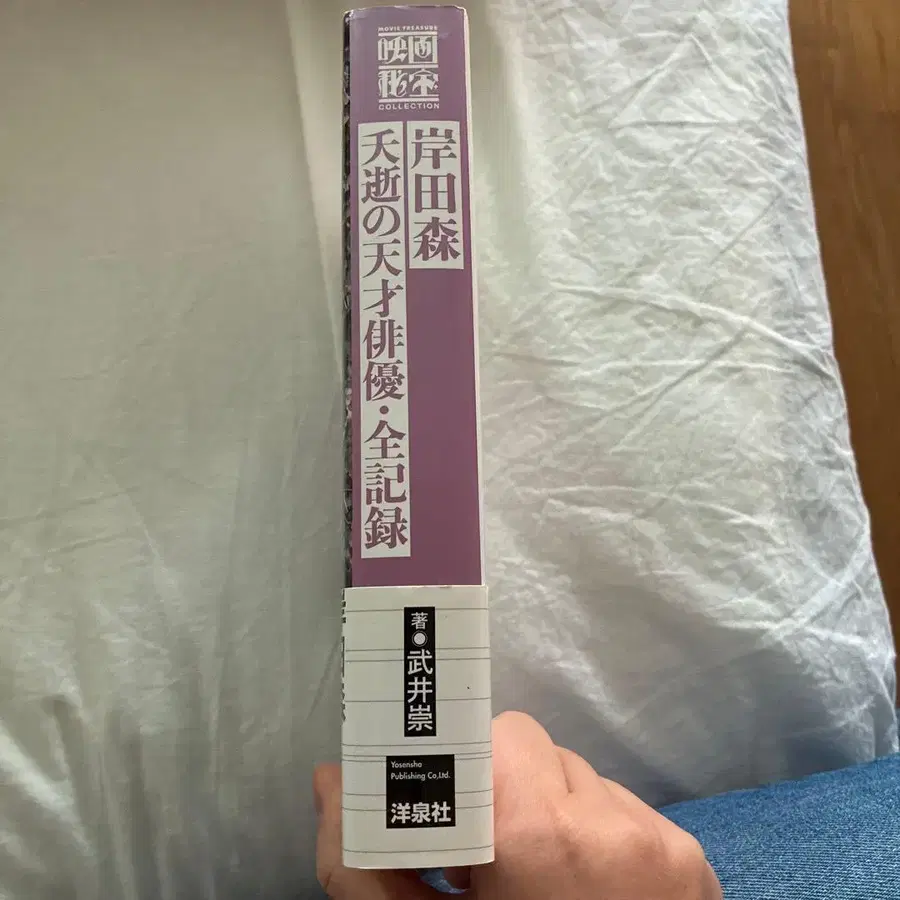 MOVIE TREASURE
映画
秘宝
COLLECTION
岸田森
夭逝の天才俳優・全記録
著◉武井崇
Yosensha
Publishing Co,Ltd.
洋泉社